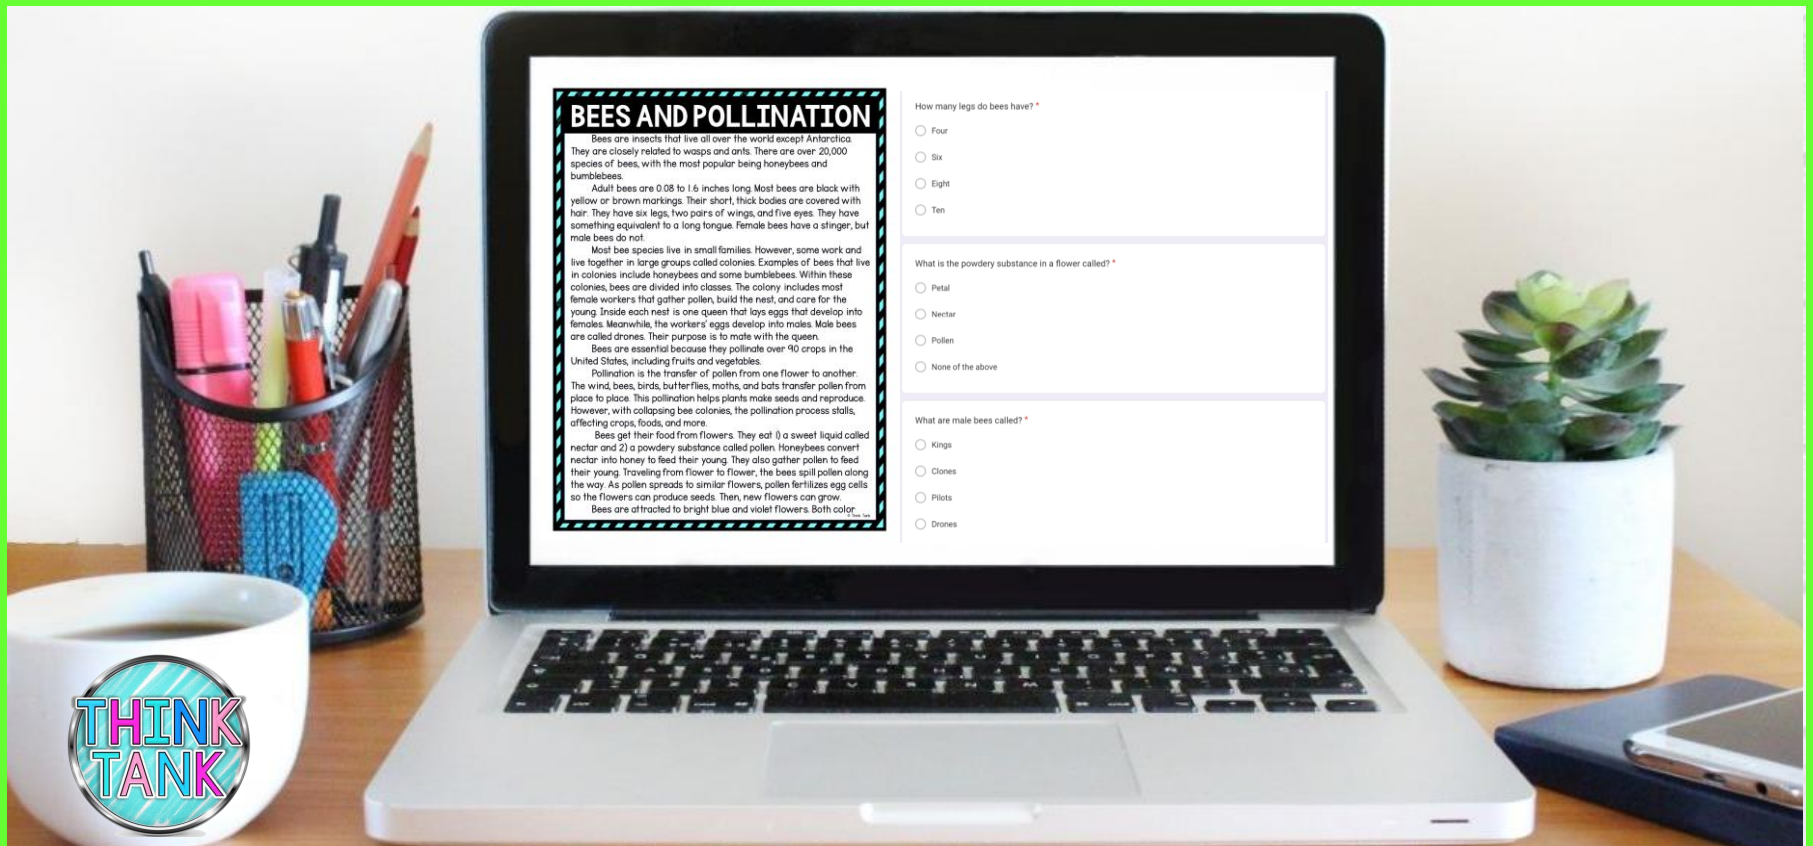 BEES AND POLLINATION
Bees are insects that live all over the world except Antarctica.
They are closely related to wasps and ants. There are over 20,000
species of bees, with the most popular being honeybees and
bumblebees.
Adult bees are 0.08 to 1.6 inches long. Most bees are black with
yellow or brown markings. Their short, thick bodies are covered with
hair. They have six legs, two pairs of wings, and five eyes. They have
something equivalent to a long tongue. Female bees have a stinger, but
male bees do not.
Most bee species live in small families. However, some work and
live together in large groups called colonies. Examples of bees that live
in colonies include honeybees and some bumblebees. Within these
colonies, bees are divided into classes. The colony includes most
female workers that gather pollen, build the nest, and care for the
young. Inside each nest is one queen that lays eggs that develop into
females. Meanwhile, the workers' eggs develop into males. Male bees
are called drones. Their purpose is to mate with the queen.
Bees are essential because they pollinate over 90 crops in the
United States, including fruits and vegetables.
Pollination is the transfer of pollen from one flower to another.
The wind, bees, birds, butterflies, moths, and bats transfer pollen from
place to place. This pollination helps plants make seeds and reproduce.
However, with collapsing bee colonies, the pollination process stalls,
affecting crops, foods, and more.
Bees get their food from flowers. They eat 1) a sweet liquid called
nectar and 2) a powdery substance called pollen. Honeybees convert
nectar into honey to feed their young. They also gather pollen to feed
their young. Traveling from flower to flower, the bees spill pollen along
the way. As pollen spreads to similar flowers, pollen fertilizes egg cells
so the flowers can produce seeds. Then, new flowers can grow.
Bees are attracted to bright blue and violet flowers. Both color
© Think Tank
How many legs do bees have? *
Four
Six
Eight
Ten
What is the powdery substance in a flower called? *
Petal
Nectar
Pollen
None of the above
What are male bees called? *
Kings
Clones
Pilots
Drones
THINK
TANK